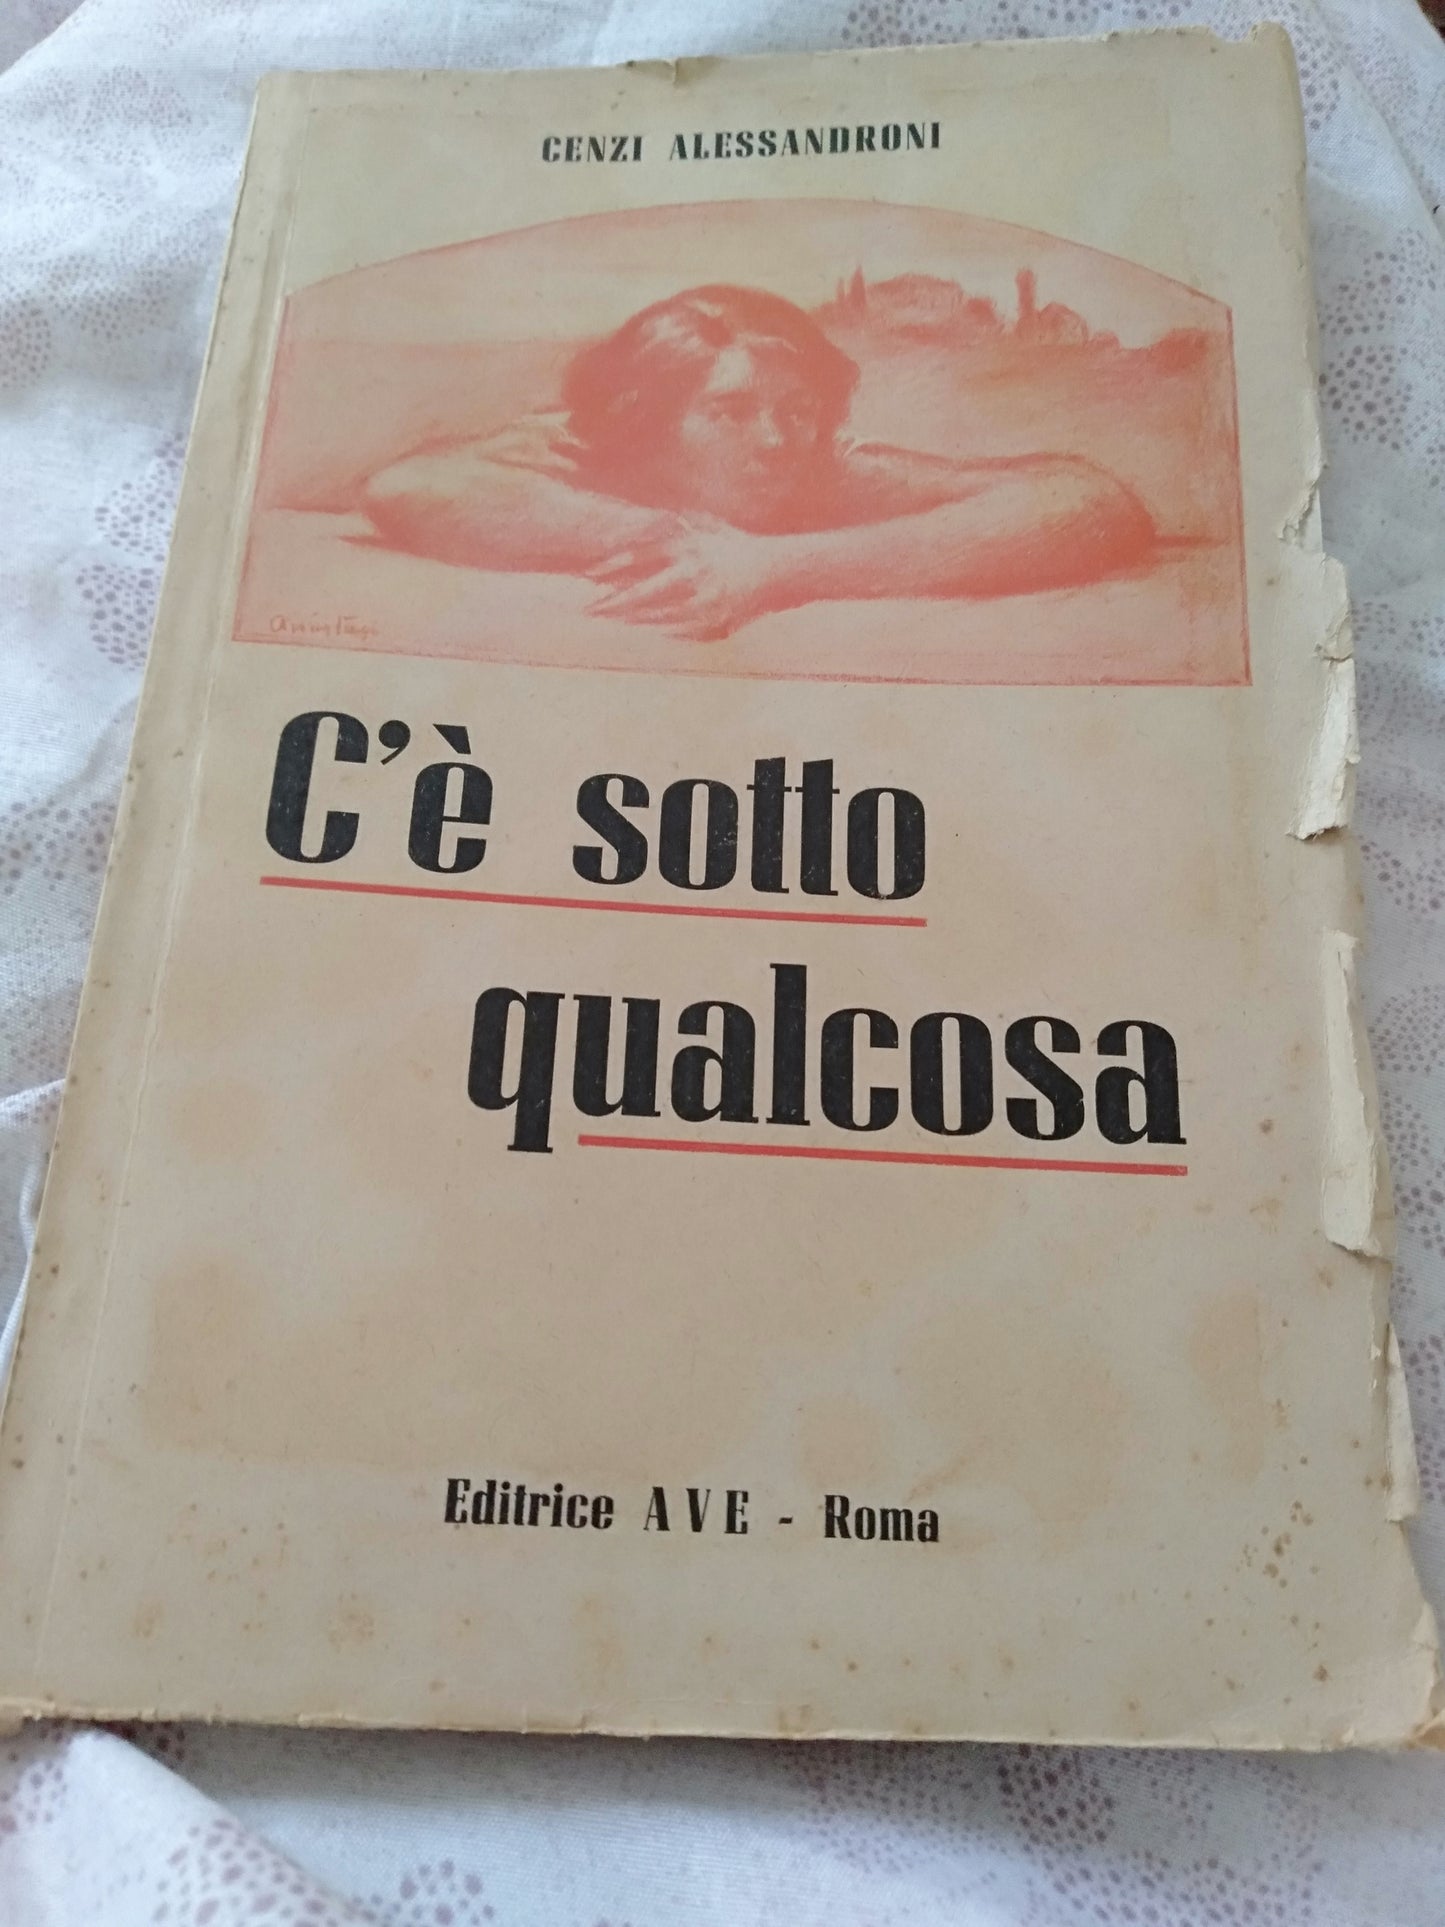 CENZI ALESSANDRONI
C'è sotto
qualcosa
Editrice AVE - Roma